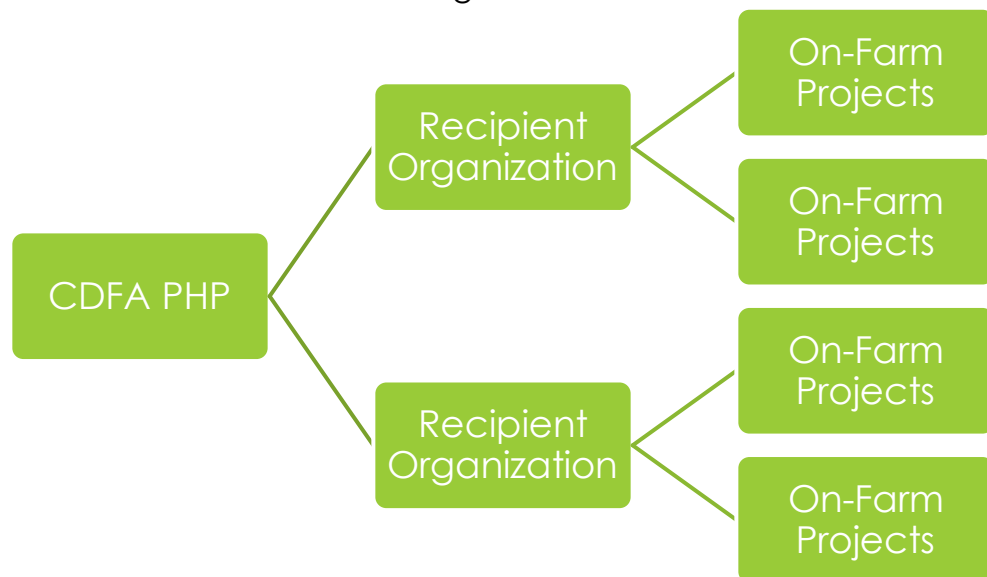 CDFA PHP
Recipient
Organization
On-Farm
Projects
On-Farm
Projects
Recipient
Organization
On-Farm
Projects
On-Farm
Projects